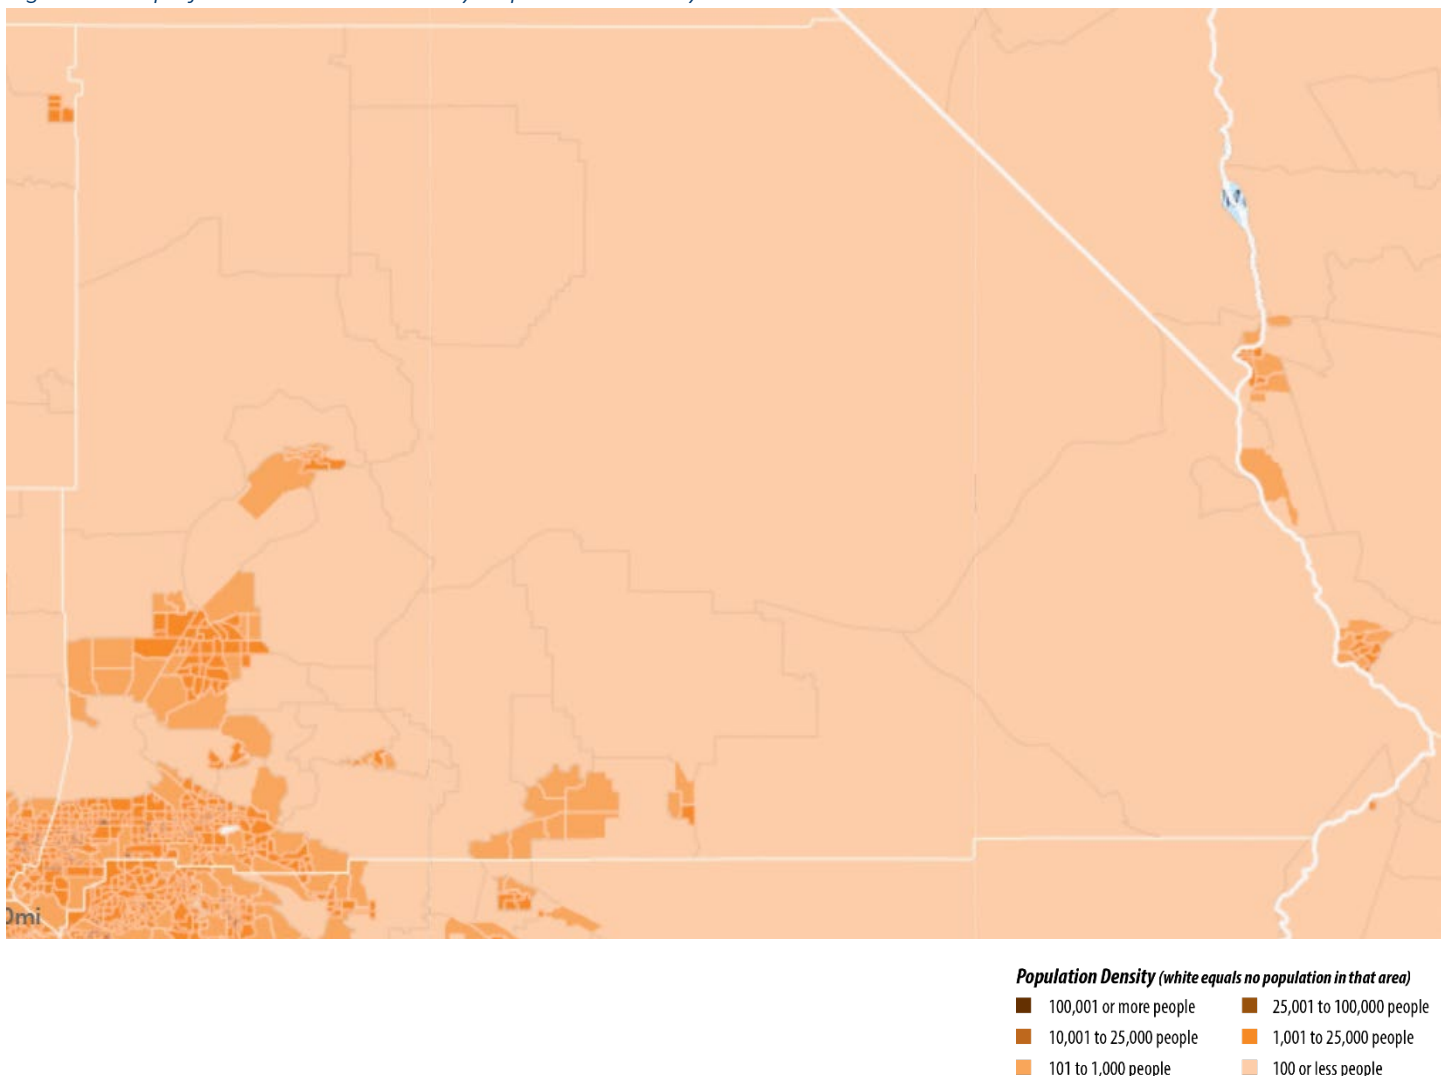 Population Density (white equals no population in that area)
100,001 or more people
25,001 to 100,000 people
10,001 to 25,000 people
1,001 to 25,000 people
101 to 1,000 people
100 or less people
0mi